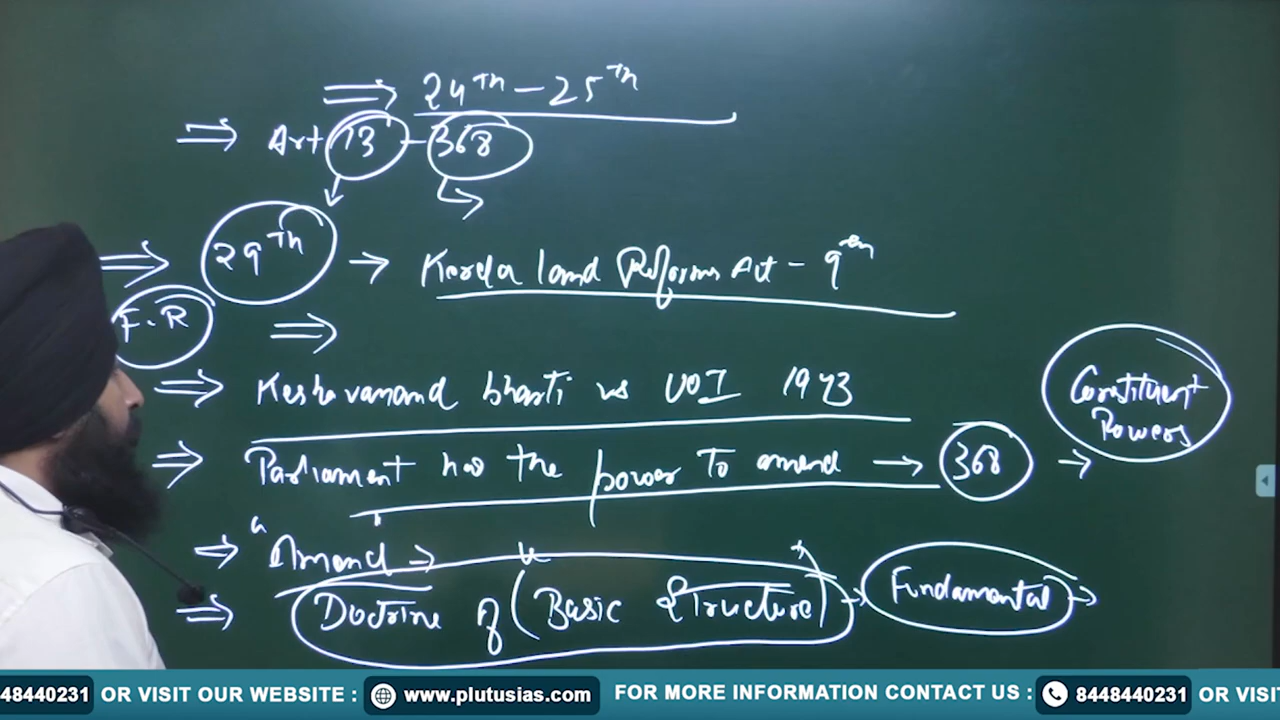 ⇒ 24th - 25th
⇒ Art 13 - 368
⇒ 29th → Kerela land Reforms Act - 9th
F.R ⇒
⇒ Keshavanand bharti vs UOI 1973
⇒ Parliament has the power To amend → 368 → Constituent Powers
⇒ "Amend →
⇒ Doctrine of (Basic Structure) → Fundamental →
48440231 OR VISIT OUR WEBSITE : www.plutusias.com FOR MORE INFORMATION CONTACT US : 8448440231 OR VISI